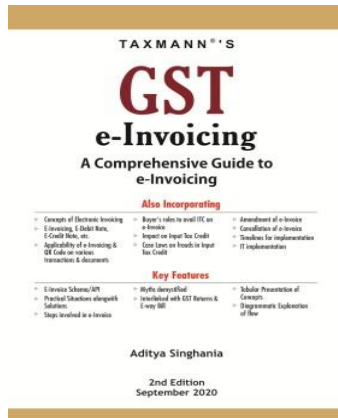 TAXMANN®'S
GST
e-Invoicing
A Comprehensive Guide to
e-Invoicing
Also Incorporating
Concepts of Electronic Invoicing
E-Invoicing, E-Debit Note,
E-Credit Note, etc.
Applicability of e-Invoicing &
QR Code on various
transactions & documents
Buyer's roles to avail ITC on
e-Invoice
Impact on Input Tax Credit
Case Laws on frauds in Input
Tax Credit
Amendment of e-Invoice
Cancellation of e-Invoice
Timelines for implementation
IT implementation
Key Features
E-Invoice Schema/API
Practical Situations alongwith
Solutions
Steps involved in e-Invoice
Myths demystified
Interlinked with GST Returns &
E-way Bill
Tabular Presentation of
Concepts
Diagrammatic Explanation
of flow
Aditya Singhania
2nd Edition
September 2020